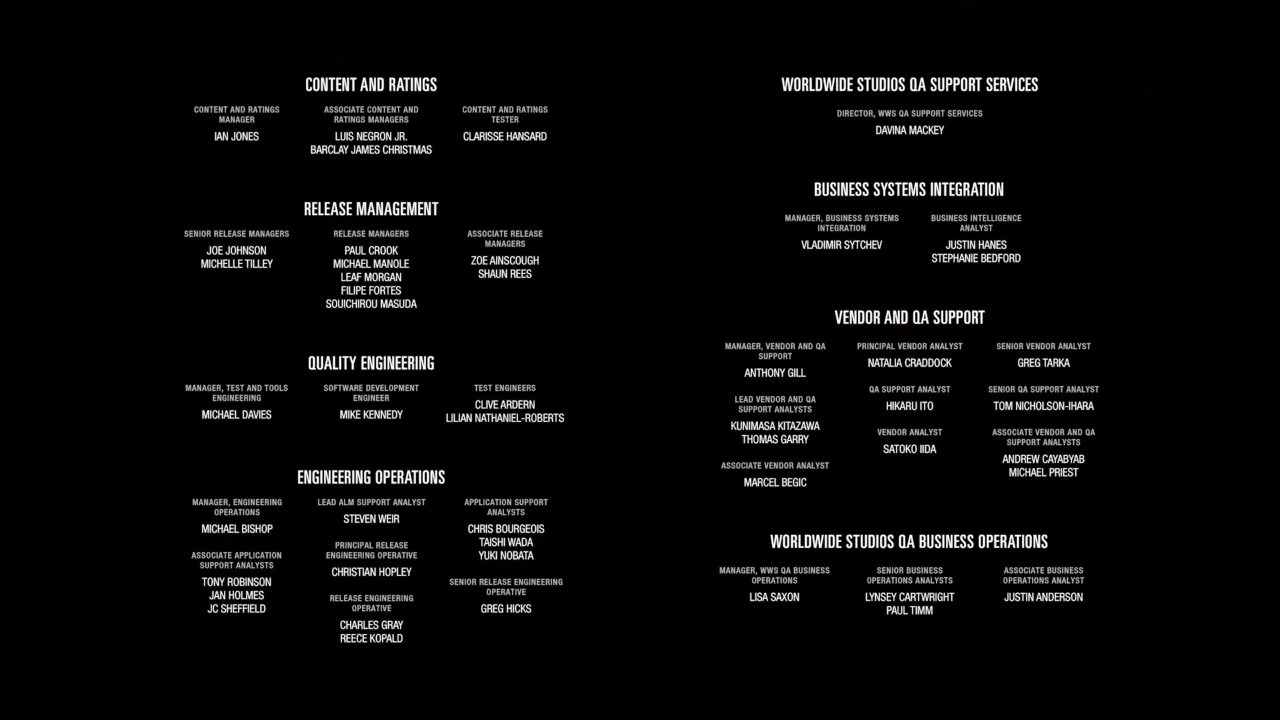 CONTENT AND RATINGS
CONTENT AND RATINGS
MANAGER
IAN JONES
ASSOCIATE CONTENT AND
RATINGS MANAGERS
LUIS NEGRON JR.
BARCLAY JAMES CHRISTMAS
CONTENT AND RATINGS
TESTER
CLARISSE HANSARD
RELEASE MANAGEMENT
SENIOR RELEASE MANAGERS
JOE JOHNSON
MICHELLE TILLEY
RELEASE MANAGERS
PAUL CROOK
MICHAEL MANOLE
LEAF MORGAN
FILIPE FORTES
SOUICHIROU MASUDA
ASSOCIATE RELEASE
MANAGERS
ZOE AINSCOUGH
SHAUN REES
QUALITY ENGINEERING
MANAGER, TEST AND TOOLS
ENGINEERING
MICHAEL DAVIES
SOFTWARE DEVELOPMENT
ENGINEER
MIKE KENNEDY
TEST ENGINEERS
CLIVE ARDERN
LILIAN NATHANIEL-ROBERTS
ENGINEERING OPERATIONS
MANAGER, ENGINEERING
OPERATIONS
MICHAEL BISHOP
ASSOCIATE APPLICATION
SUPPORT ANALYSTS
TONY ROBINSON
JAN HOLMES
JC SHEFFIELD
LEAD ALM SUPPORT ANALYST
STEVEN WEIR
PRINCIPAL RELEASE
ENGINEERING OPERATIVE
CHRISTIAN HOPLEY
RELEASE ENGINEERING
OPERATIVE
CHARLES GRAY
REECE KOPALD
APPLICATION SUPPORT
ANALYSTS
CHRIS BOURGEOIS
TAISHI WADA
YUKI NOBATA
SENIOR RELEASE ENGINEERING
OPERATIVE
GREG HICKS
WORLDWIDE STUDIOS QA SUPPORT SERVICES
DIRECTOR, WWS QA SUPPORT SERVICES
DAVINA MACKEY
BUSINESS SYSTEMS INTEGRATION
MANAGER, BUSINESS SYSTEMS
INTEGRATION
VLADIMIR SYTCHEV
BUSINESS INTELLIGENCE
ANALYST
JUSTIN HANES
STEPHANIE BEDFORD
VENDOR AND QA SUPPORT
MANAGER, VENDOR AND QA
SUPPORT
ANTHONY GILL
LEAD VENDOR AND QA
SUPPORT ANALYSTS
KUNIMASA KITAZAWA
THOMAS GARRY
ASSOCIATE VENDOR ANALYST
MARCEL BEGIC
PRINCIPAL VENDOR ANALYST
NATALIA CRADDOCK
QA SUPPORT ANALYST
HIKARU ITO
VENDOR ANALYST
SATOKO IIDA
SENIOR VENDOR ANALYST
GREG TARKA
SENIOR QA SUPPORT ANALYST
TOM NICHOLSON-IHARA
ASSOCIATE VENDOR AND QA
SUPPORT ANALYSTS
ANDREW CAYABYAB
MICHAEL PRIEST
WORLDWIDE STUDIOS QA BUSINESS OPERATIONS
MANAGER, WWS QA BUSINESS
OPERATIONS
LISA SAXON
SENIOR BUSINESS
OPERATIONS ANALYSTS
LYNSEY CARTWRIGHT
PAUL TIMM
ASSOCIATE BUSINESS
OPERATIONS ANALYST
JUSTIN ANDERSON